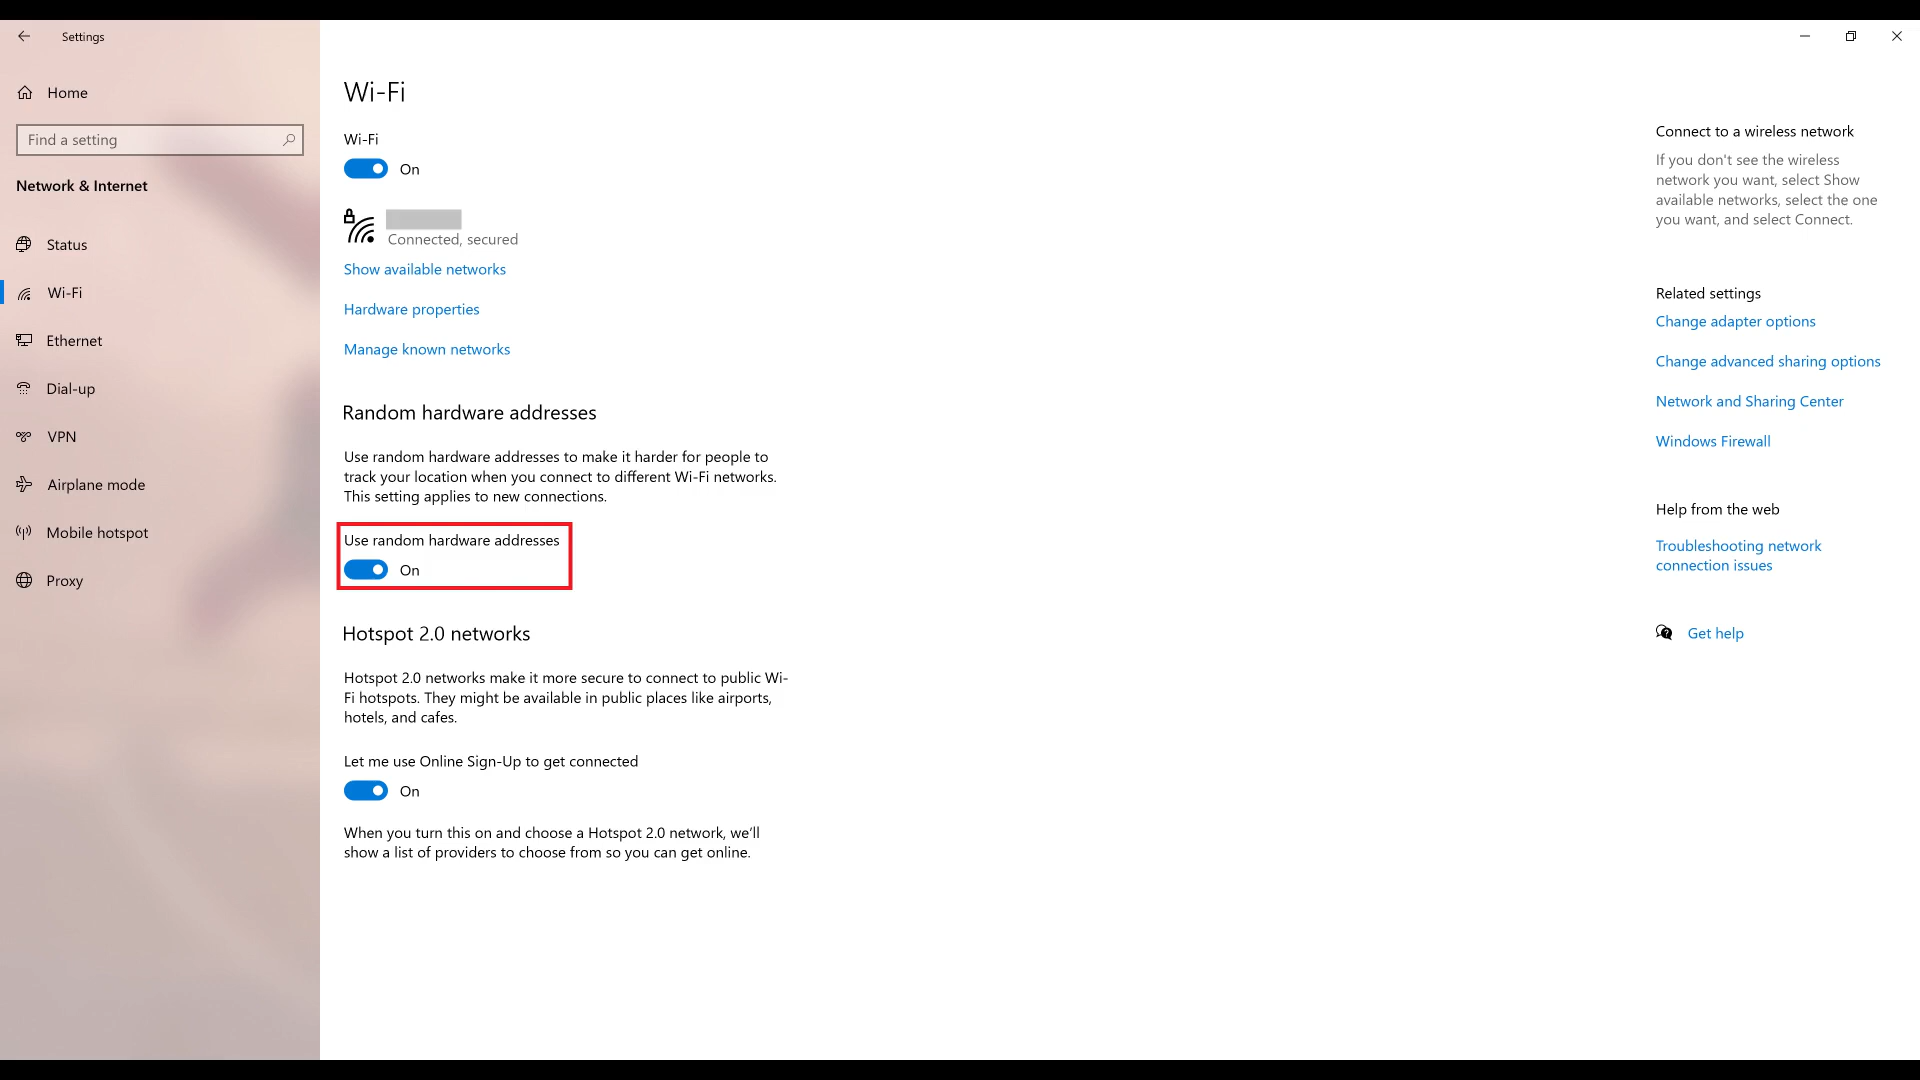 Settings
Home
Find a setting
Network & Internet
Status
Wi-Fi
Ethernet
Dial-up
VPN
Airplane mode
Mobile hotspot
Proxy
Wi-Fi
Wi-Fi
On
Connected, secured
Show available networks
Hardware properties
Manage known networks
Random hardware addresses
Use random hardware addresses to make it harder for people to
track your location when you connect to different Wi-Fi networks.
This setting applies to new connections.
Use random hardware addresses
On
Hotspot 2.0 networks
Hotspot 2.0 networks make it more secure to connect to public Wi-
Fi hotspots. They might be available in public places like airports,
hotels, and cafes.
Let me use Online Sign-Up to get connected
On
When you turn this on and choose a Hotspot 2.0 network, we'll
show a list of providers to choose from so you can get online.
Connect to a wireless network
If you don't see the wireless
network you want, select Show
available networks, select the one
you want, and select Connect.
Related settings
Change adapter options
Change advanced sharing options
Network and Sharing Center
Windows Firewall
Help from the web
Troubleshooting network
connection issues
Get help